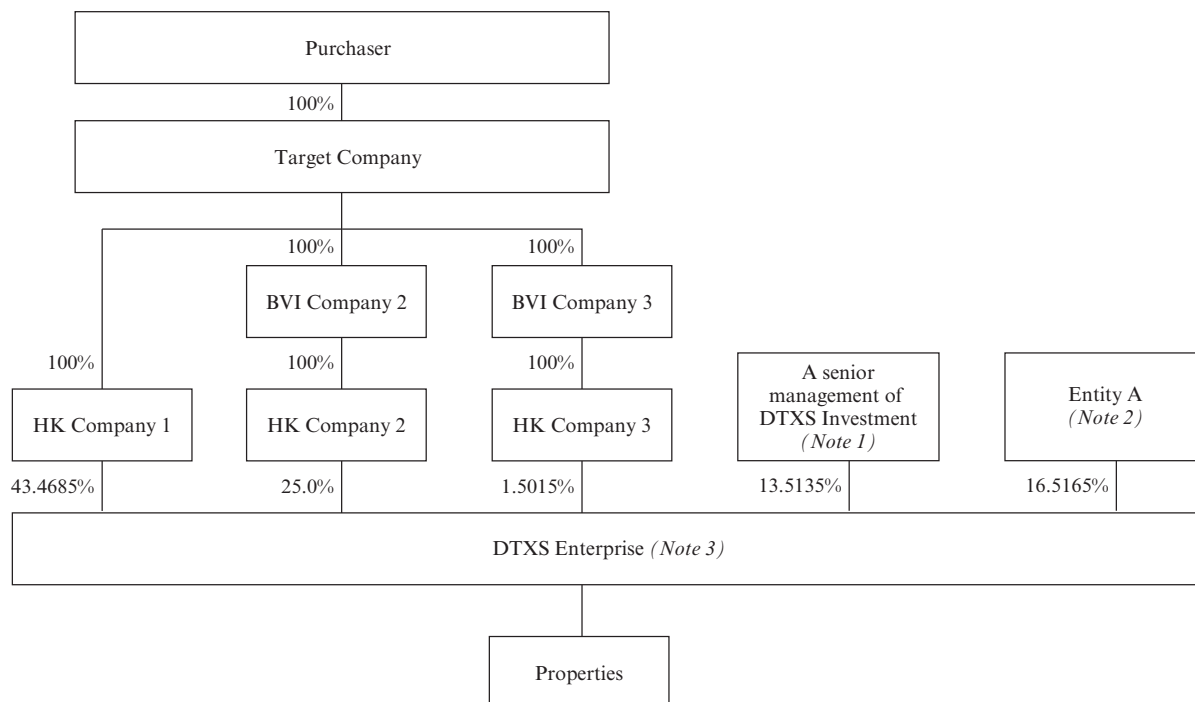 Purchaser
100%
Target Company
100%
100%
BVI Company 2
BVI Company 3
100%
100%
100%
HK Company 1
HK Company 2
HK Company 3
A senior
management of
DTXS Investment
(Note 1)
Entity A
(Note 2)
43.4685%
25.0%
1.5015%
13.5135%
16.5165%
DTXS Enterprise (Note 3)
Properties